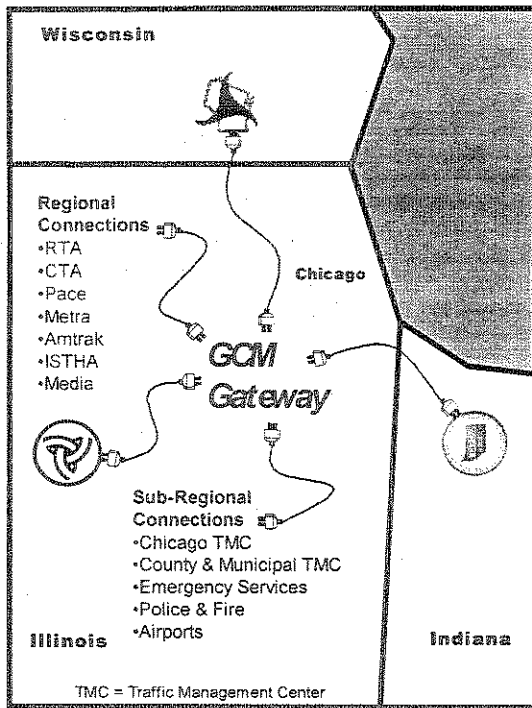 Wisconsin
Regional
Connections
•RTA
•CTA
•Pace
•Metra
•Amtrak
•ISTHA
•Media
Chicago
GCM
Gateway
Sub-Regional
Connections
•Chicago TMC
•County & Municipal TMC
•Emergency Services
•Police & Fire
•Airports
Illinois
Indiana
TMC = Traffic Management Center